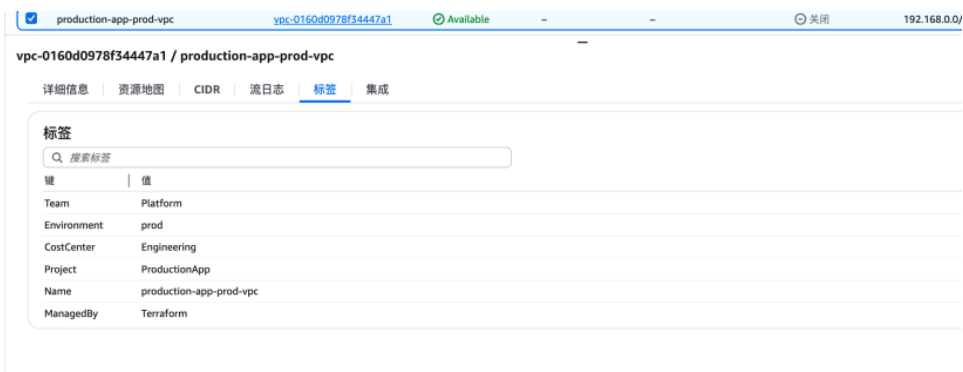 production-app-prod-vpc vpc-0160d0978f34447a1 Available – – 关闭 192.168.0.0/
vpc-0160d0978f34447a1 / production-app-prod-vpc
详细信息 资源地图 CIDR 流日志 标签 集成
标签
搜索标签
键 值
Team Platform
Environment prod
CostCenter Engineering
Project ProductionApp
Name production-app-prod-vpc
ManagedBy Terraform